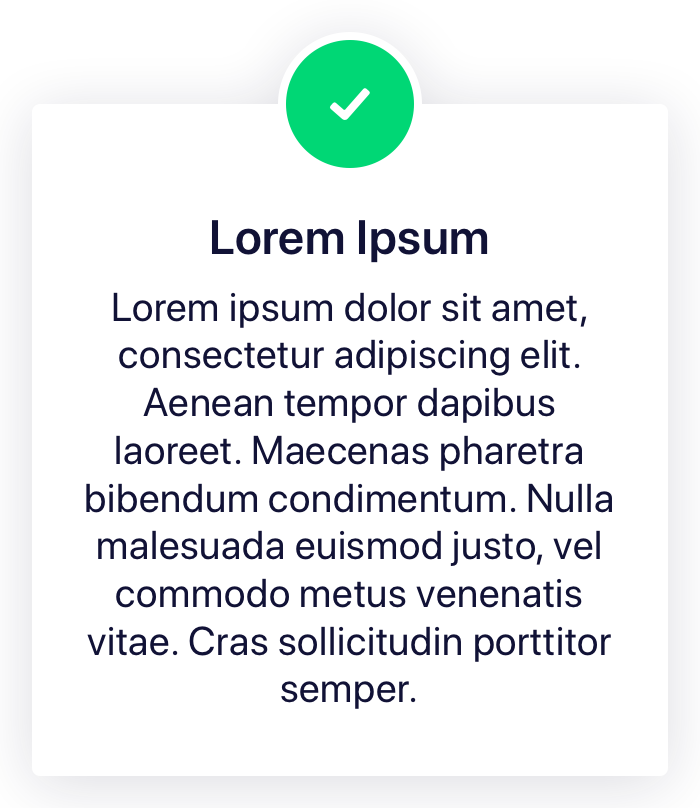 Lorem Ipsum
Lorem ipsum dolor sit amet,
consectetur adipiscing elit.
Aenean tempor dapibus
laoreet. Maecenas pharetra
bibendum condimentum. Nulla
malesuada euismod justo, vel
commodo metus venenatis
vitae. Cras sollicitudin porttitor
semper.